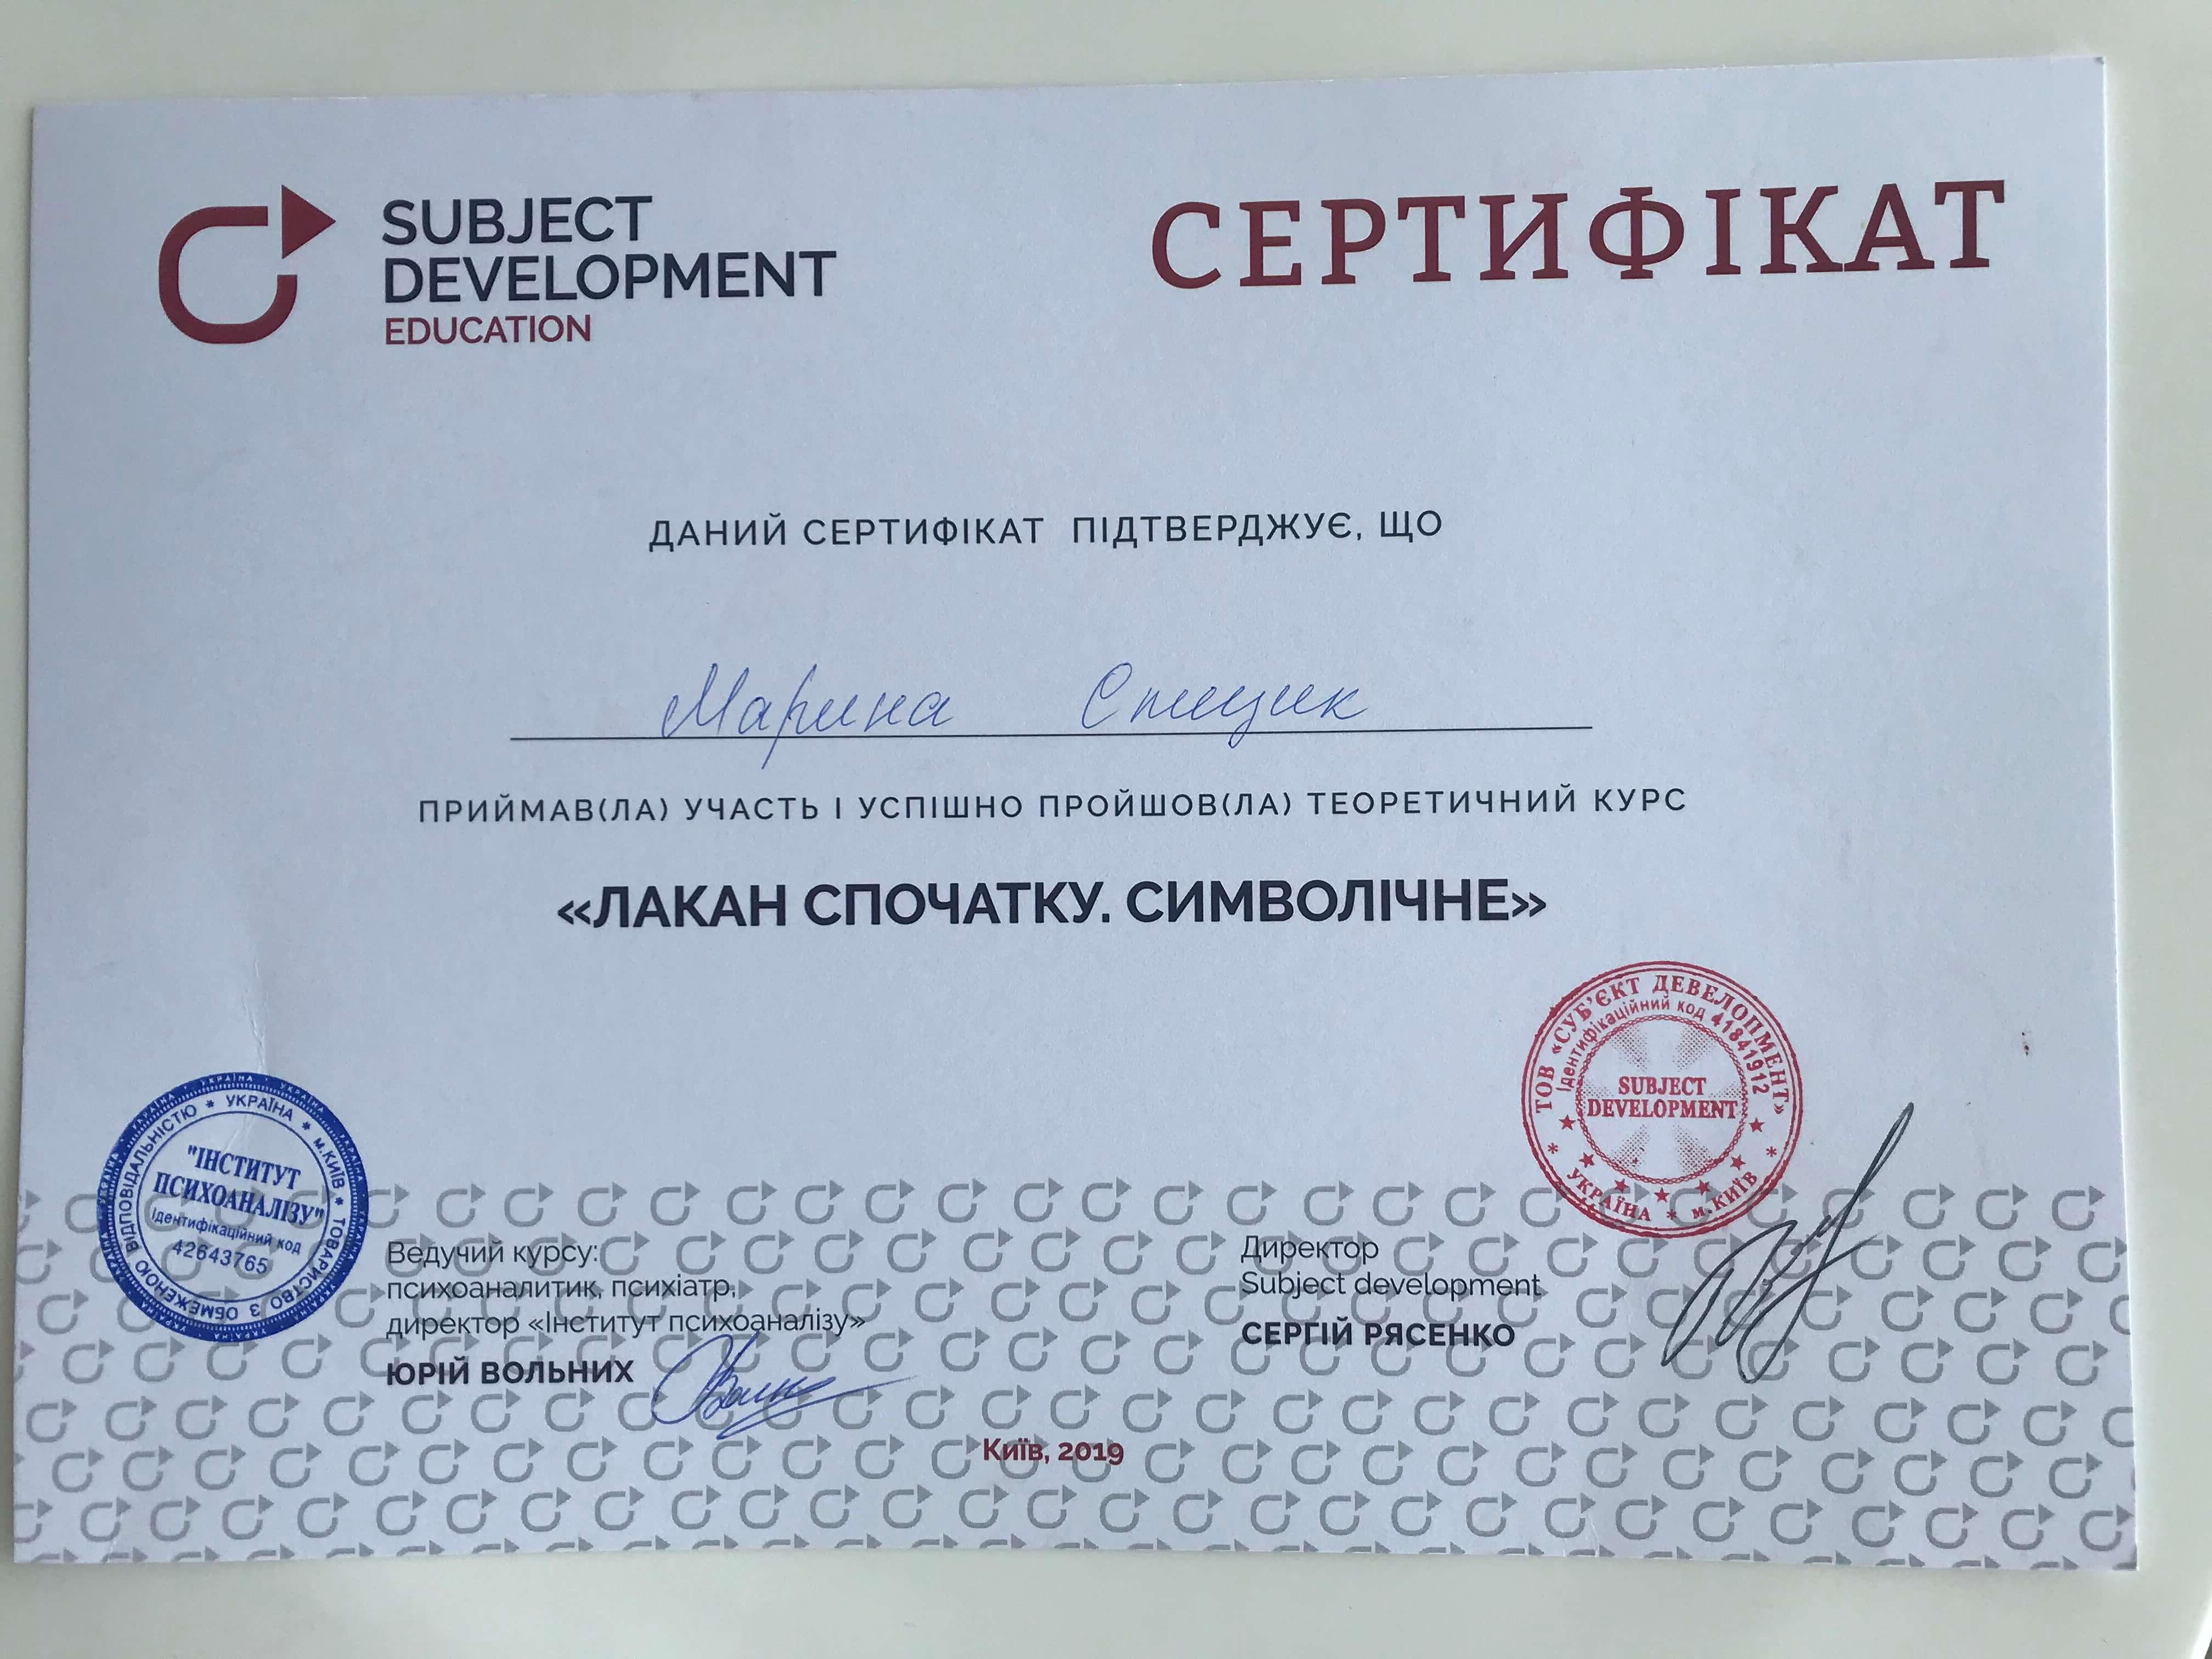 SUBJECT
DEVELOPMENT
EDUCATION
СЕРТИФІКАТ
ДАНИЙ СЕРТИФІКАТ ПІДТВЕРДЖУЄ, ЩО
Марина Спицик
ПРИЙМАВ(ЛА) УЧАСТЬ І УСПІШНО ПРОЙШОВ(ЛА) ТЕОРЕТИЧНИЙ КУРС
«ЛАКАН СПОЧАТКУ. СИМВОЛІЧНЕ»
ТОВ «СУБ'ЄКТ ДЕВЕЛОПМЕНТ»
Ідентифікаційний код 41841912
SUBJECT
DEVELOPMENT
УКРАЇНА * м.КИЇВ
УКРАЇНА * м.КИЇВ * ТОВАРИСТВО З ОБМЕЖЕНОЮ ВІДПОВІДАЛЬНІСТЮ
"ІНСТИТУТ
ПСИХОАНАЛІЗУ"
Ідентифікаційний код
42643765
Ведучий курсу:
психоаналитик, психіатр,
директор «Інститут психоаналізу»
ЮРІЙ ВОЛЬНИХ
Директор
Subject development
СЕРГІЙ РЯСЕНКО
Київ, 2019